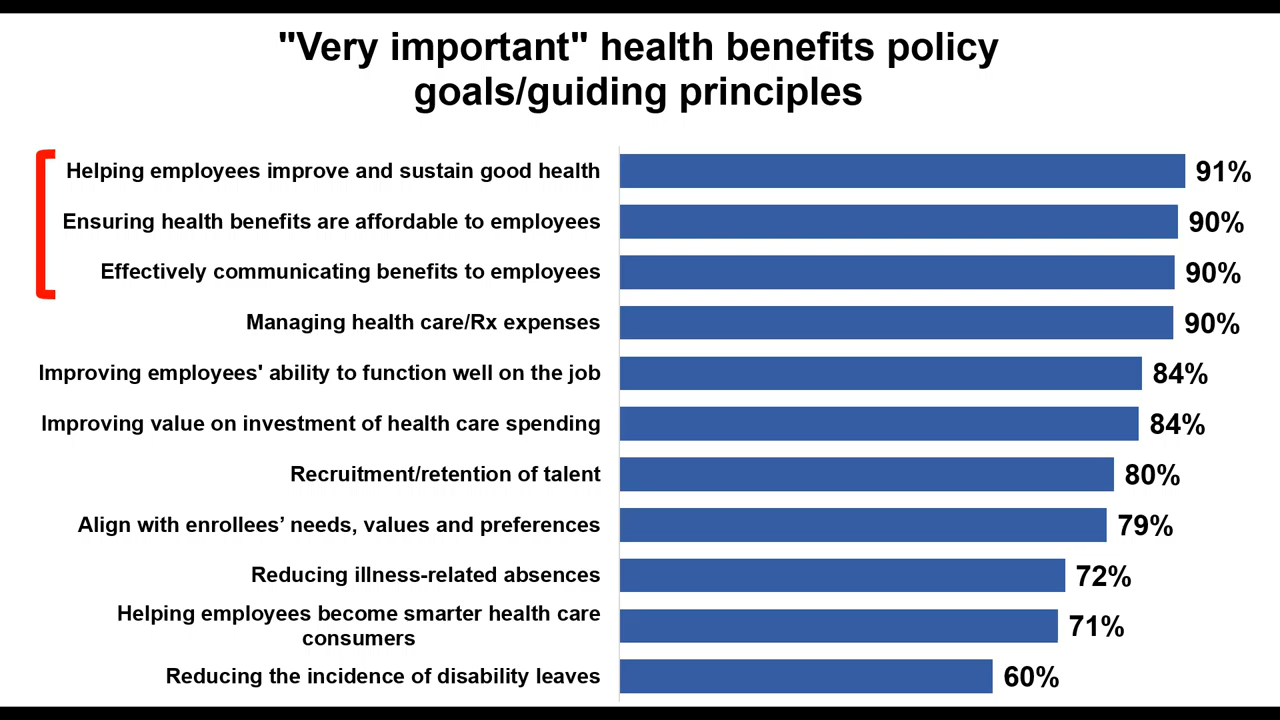 "Very important" health benefits policy
goals/guiding principles
Helping employees improve and sustain good health 91%
Ensuring health benefits are affordable to employees 90%
Effectively communicating benefits to employees 90%
Managing health care/Rx expenses 90%
Improving employees' ability to function well on the job 84%
Improving value on investment of health care spending 84%
Recruitment/retention of talent 80%
Align with enrollees’ needs, values and preferences 79%
Reducing illness-related absences 72%
Helping employees become smarter health care
consumers 71%
Reducing the incidence of disability leaves 60%